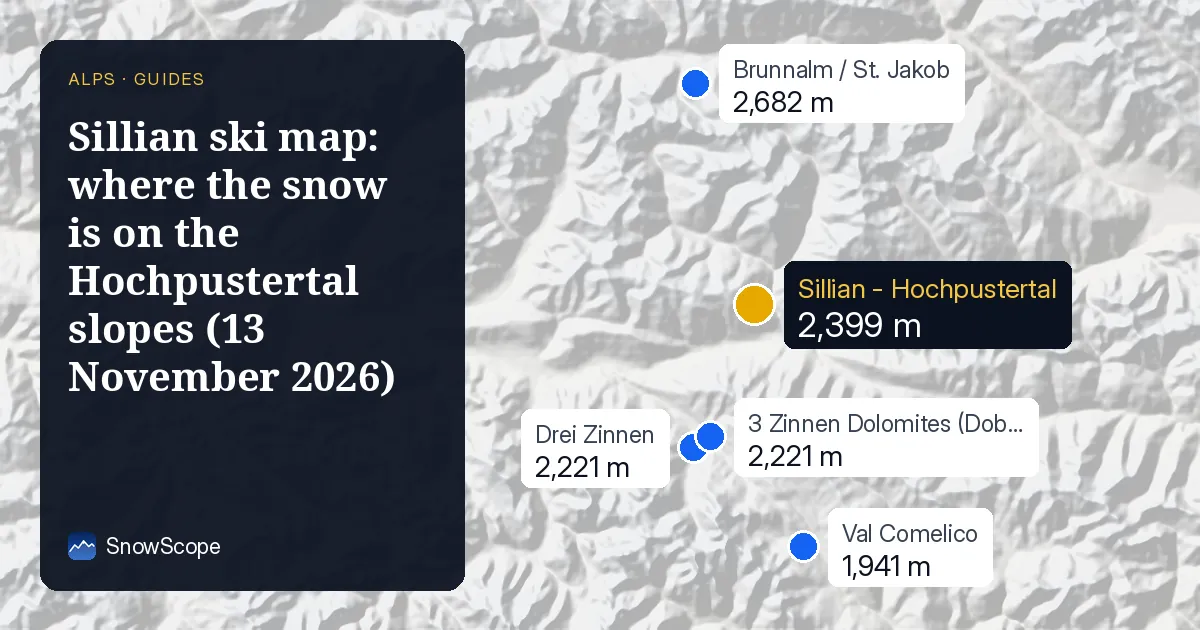 ALPS · GUIDES
Sillian ski map:
where the snow
is on the
Hochpustertal
slopes (13
November 2026)
SnowScope
Brunnalm / St. Jakob
2,682 m
Sillian - Hochpustertal
2,399 m
Drei Zinnen
2,221 m
3 Zinnen Dolomites (Dob...
2,221 m
Val Comelico
1,941 m